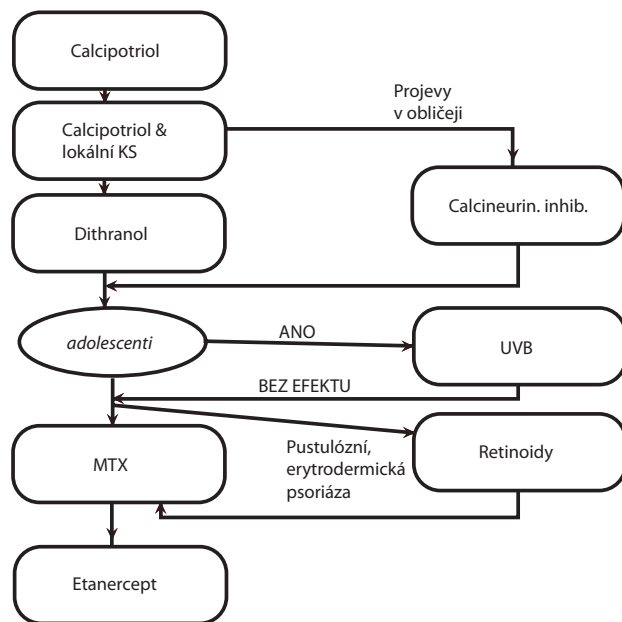 Calcipotriol
Projevy
v obličeji
Calcipotriol &
lokální KS
Calcineurin. inhib.
Dithranol
adolescenti
ANO
UVB
BEZ EFEKTU
Pustulózní,
erytrodermická
psoriáza
Retinoidy
MTX
Etanercept